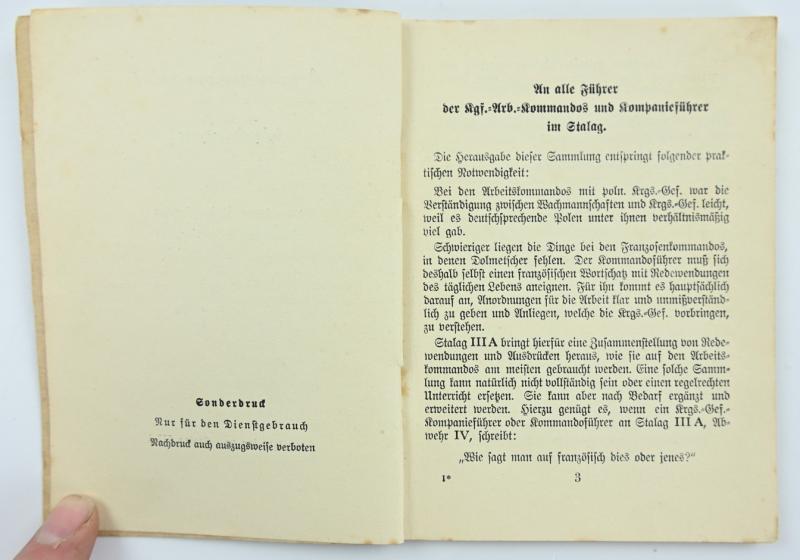 Sonderdruck
Nur für den Dienstgebrauch
Nachdruck auch auszugsweise verboten
An alle Führer
der Kgf.-Arb.-Kommandos und Kompanieführer
im Stalag.
Die Herausgabe dieser Sammlung entspringt folgender prak-
tischen Notwendigkeit:
Bei den Arbeitskommandos mit poln. Krgs.-Gef. war die
Verständigung zwischen Wachmannschaften und Krgs.-Gef. leicht,
weil es deutschsprechende Polen unter ihnen verhältnismäßig
viel gab.
Schwieriger liegen die Dinge bei den Franzosenkommandos,
in denen Dolmetscher fehlen. Der Kommandoführer muß sich
deshalb selbst einen französischen Wortschatz mit Redewendungen
des täglichen Lebens aneignen. Für ihn kommt es hauptsächlich
darauf an, Anordnungen für die Arbeit klar und unmißverständ-
lich zu geben und Anliegen, welche die Krgs.-Gef. vorbringen,
zu verstehen.
Stalag III A bringt hierfür eine Zusammenstellung von Rede-
wendungen und Ausdrücken heraus, wie sie auf den Arbeits-
kommandos am meisten gebraucht werden. Eine solche Samm-
lung kann natürlich nicht vollständig sein oder einen regelrechten
Unterricht ersetzen. Sie kann aber nach Bedarf ergänzt und
erweitert werden. Hierzu genügt es, wenn ein Krgs.-Gef.-
Kompanieführer oder Kommandoführer an Stalag III A, Ab-
wehr IV, schreibt:
„Wie sagt man auf französisch dies oder jenes?"
1*
3